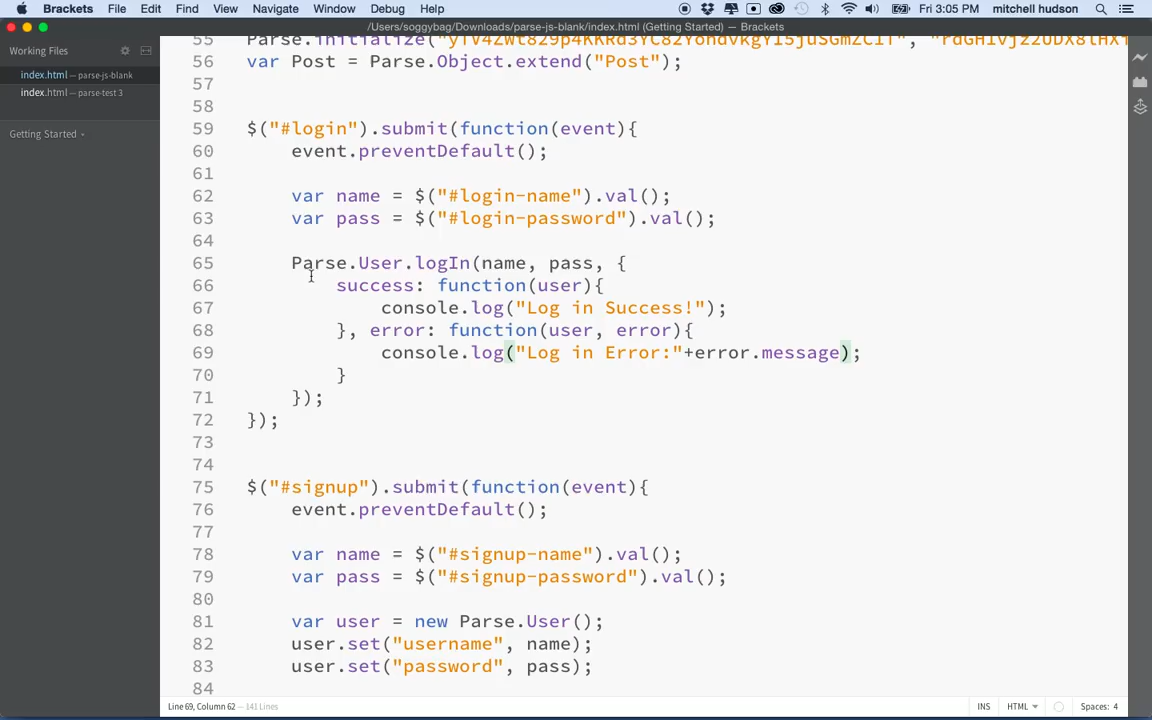 Brackets File Edit Find View Navigate Window Debug Help Fri 3:05 PM mitchell hudson
/Users/soggybag/Downloads/parse-js-blank/index.html (Getting Started) — Brackets
Working Files
index.html — parse-js-blank
index.html — parse-test 3
Getting Started
55
56 var Post = Parse.Object.extend("Post");
57
58
59 $("#login").submit(function(event){
60 event.preventDefault();
61
62 var name = $("#login-name").val();
63 var pass = $("#login-password").val();
64
65 Parse.User.logIn(name, pass, {
66 success: function(user){
67 console.log("Log in Success!");
68 }, error: function(user, error){
69 console.log("Log in Error:"+error.message);
70 }
71 });
72 });
73
74
75 $("#signup").submit(function(event){
76 event.preventDefault();
77
78 var name = $("#signup-name").val();
79 var pass = $("#signup-password").val();
80
81 var user = new Parse.User();
82 user.set("username", name);
83 user.set("password", pass);
84
Line 69, Column 62 — 141 Lines INS HTML Spaces: 4